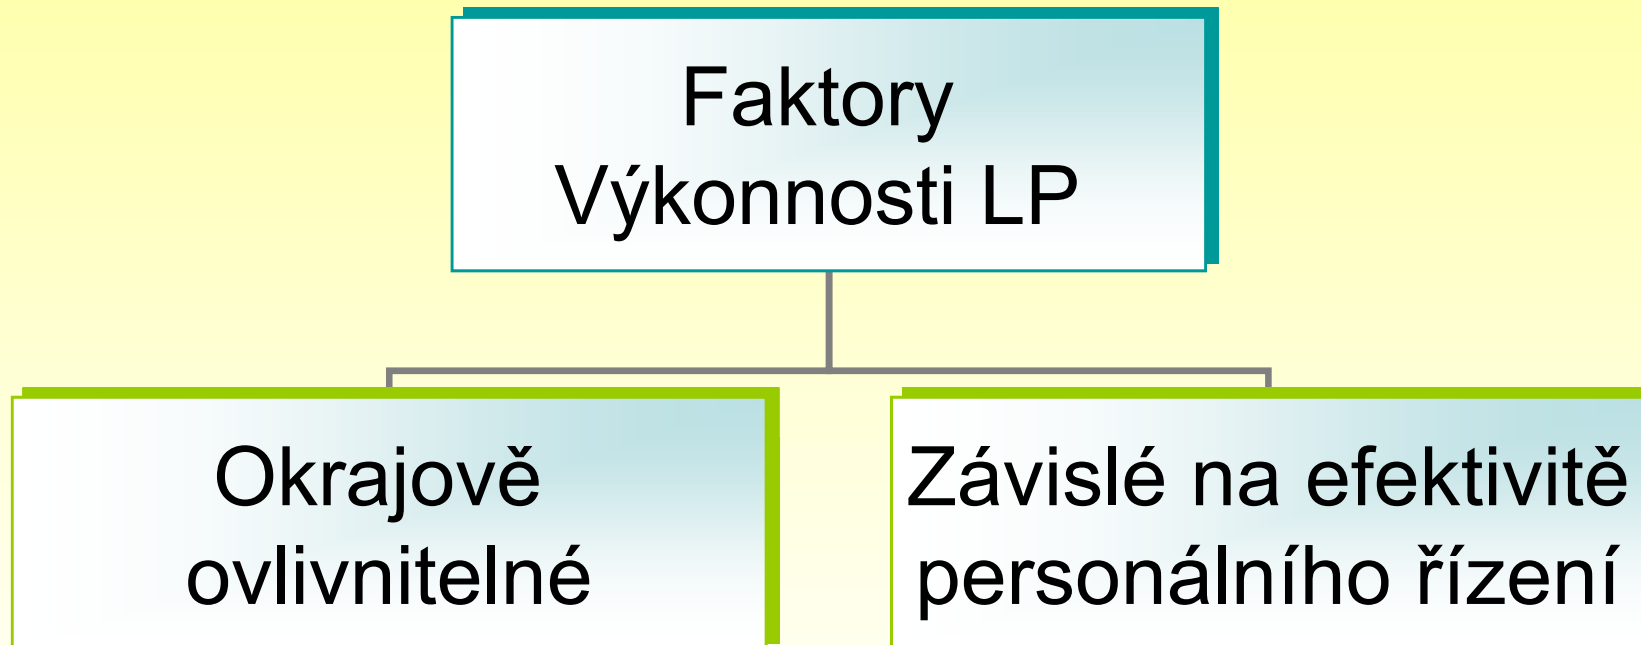 Faktory
Výkonnosti LP
Okrajově
ovlivnitelné
Závislé na efektivitě
personálního řízení